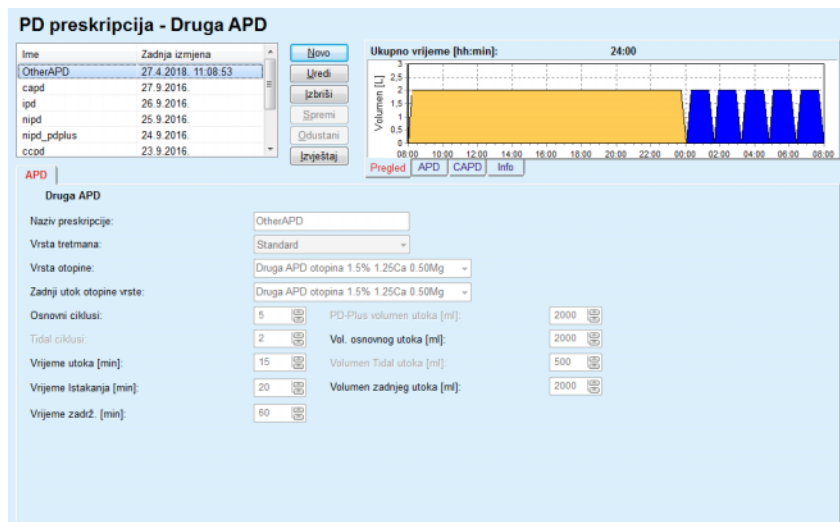 PD preskripcija - Druga APD
Ime Zadnja izmjena
OtherAPD 27.4.2018. 11:08:53
capd 27.9.2016.
ipd 26.9.2016.
nipd 25.9.2016.
nipd_pdplus 24.9.2016.
ccpd 23.9.2016.
Novo
Uredi
Izbriši
Spremi
Odustani
Izvještaj
Ukupno vrijeme [hh:min]: 24:00
Volumen [L]
3
2,5
2
1,5
1
0,5
0
08:00 10:00 12:00 14:00 16:00 18:00 20:00 22:00 00:00 02:00 04:00 06:00 08:00
Pregled APD CAPD Info
APD
Druga APD
Naziv preskripcije: OtherAPD
Vrsta tretmana: Standard
Vrsta otopine: Druga APD otopina 1.5% 1.25Ca 0.50Mg
Zadnji utok otopine vrste: Druga APD otopina 1.5% 1.25Ca 0.50Mg
Osnovni ciklusi: 5 PD-Plus volumen utoka [ml]: 2000
Tidal ciklusi: 2 Vol. osnovnog utoka [ml]: 2000
Vrijeme utoka [min]: 15 Volumen Tidal utoka [ml]: 500
Vrijeme Istakanja [min]: 20 Volumen zadnjeg utoka [ml]: 2000
Vrijeme zadrž. [min]: 60